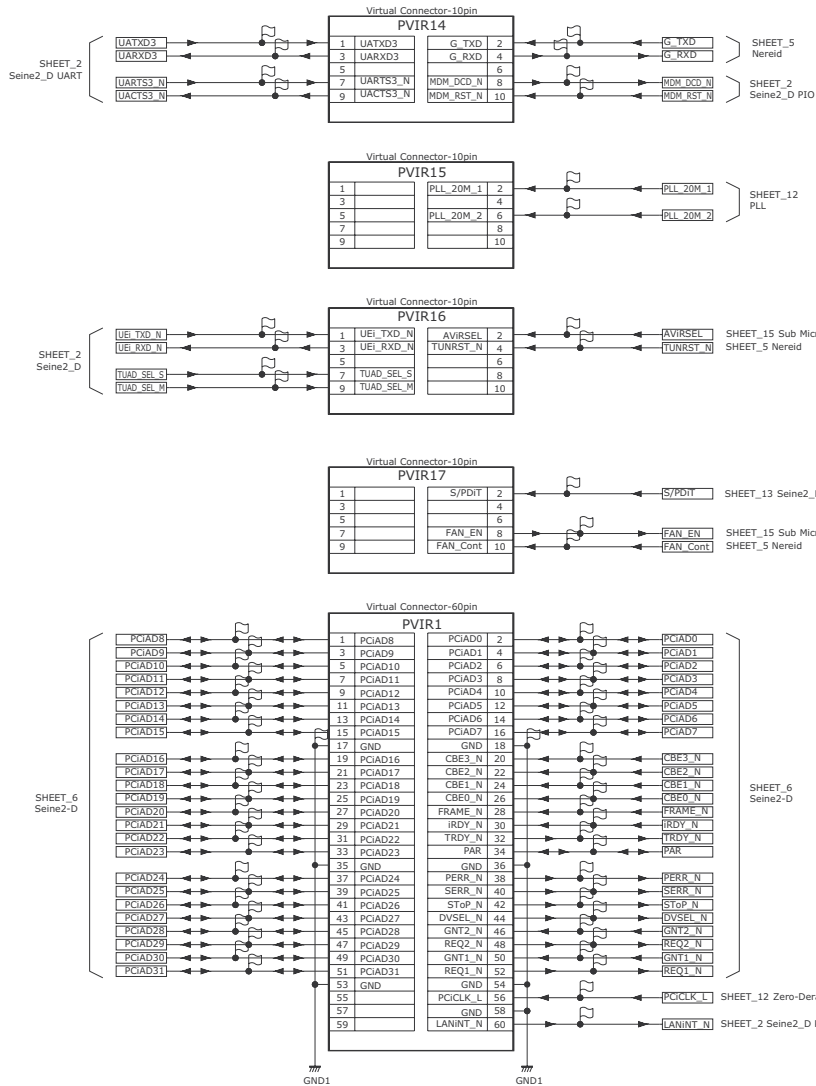 Virtual Connector-10pin
PVIR14
UATXD3 1 UATXD3 G_TXD 2 G_TXD
UARXD3 3 UARXD3 G_RXD 4 G_RXD
5 6
UARTS3_N 7 UARTS3_N MDM_DCD_N 8 MDM_DCD_N
UACTS3_N 9 UACTS3_N MDM_RST_N 10 MDM_RST_N
SHEET_2
Seine2_D UART
SHEET_5
Nereid
SHEET_2
Seine2_D PIO
Virtual Connector-10pin
PVIR15
1 PLL_20M_1 2 PLL_20M_1
3 4
5 PLL_20M_2 6 PLL_20M_2
7 8
9 10
SHEET_12
PLL
Virtual Connector-10pin
PVIR16
UEi_TXD_N 1 UEi_TXD_N AViRSEL 2 AViRSEL SHEET_15 Sub Micr
UEi_RXD_N 3 UEi_RXD_N TUNRST_N 4 TUNRST_N SHEET_5 Nereid
5 6
TUAD_SEL_S 7 TUAD_SEL_S 8
TUAD_SEL_M 9 TUAD_SEL_M 10
SHEET_2
Seine2_D
Virtual Connector-10pin
PVIR17
1 S/PDiT 2 S/PDiT SHEET_13 Seine2_
3 4
5 6
7 FAN_EN 8 FAN_EN SHEET_15 Sub Micr
9 FAN_Cont 10 FAN_Cont SHEET_5 Nereid
Virtual Connector-60pin
PVIR1
PCiAD8 1 PCiAD8 PCiAD0 2 PCiAD0
PCiAD9 3 PCiAD9 PCiAD1 4 PCiAD1
PCiAD10 5 PCiAD10 PCiAD2 6 PCiAD2
PCiAD11 7 PCiAD11 PCiAD3 8 PCiAD3
PCiAD12 9 PCiAD12 PCiAD4 10 PCiAD4
PCiAD13 11 PCiAD13 PCiAD5 12 PCiAD5
PCiAD14 13 PCiAD14 PCiAD6 14 PCiAD6
PCiAD15 15 PCiAD15 PCiAD7 16 PCiAD7
17 GND GND 18
PCiAD16 19 PCiAD16 CBE3_N 20 CBE3_N
PCiAD17 21 PCiAD17 CBE2_N 22 CBE2_N
PCiAD18 23 PCiAD18 CBE1_N 24 CBE1_N
PCiAD19 25 PCiAD19 CBE0_N 26 CBE0_N
PCiAD20 27 PCiAD20 FRAME_N 28 FRAME_N
PCiAD21 29 PCiAD21 iRDY_N 30 iRDY_N
PCiAD22 31 PCiAD22 TRDY_N 32 TRDY_N
PCiAD23 33 PCiAD23 PAR 34 PAR
35 GND GND 36
PCiAD24 37 PCiAD24 PERR_N 38 PERR_N
PCiAD25 39 PCiAD25 SERR_N 40 SERR_N
PCiAD26 41 PCiAD26 SToP_N 42 SToP_N
PCiAD27 43 PCiAD27 DVSEL_N 44 DVSEL_N
PCiAD28 45 PCiAD28 GNT2_N 46 GNT2_N
PCiAD29 47 PCiAD29 REQ2_N 48 REQ2_N
PCiAD30 49 PCiAD30 GNT1_N 50 GNT1_N
PCiAD31 51 PCiAD31 REQ1_N 52 REQ1_N
53 GND GND 54
55 PCiCLK_L 56 PCiCLK_L SHEET_12 Zero-Der
57 GND 58
59 LANiNT_N 60 LANiNT_N SHEET_2 Seine2_D
SHEET_6
Seine2-D
SHEET_6
Seine2-D
GND1 GND1